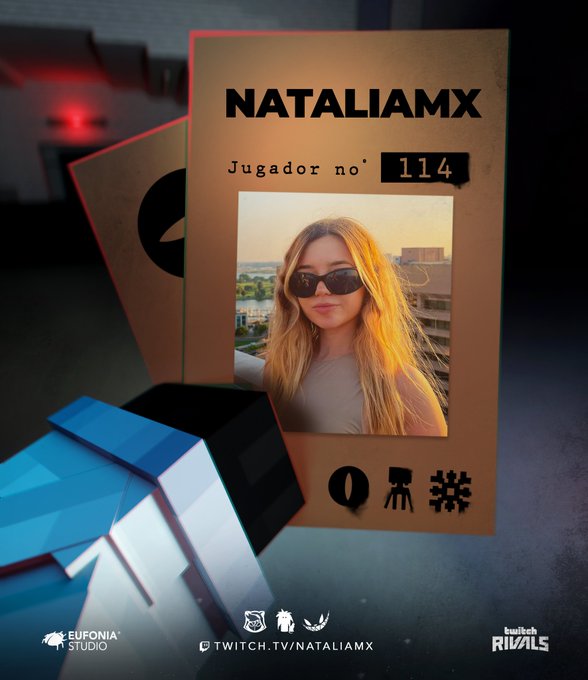 NATALIAMX
Jugador no° 114
EUFONIA®
STUDIO
TWITCH.TV/NATALIAMX
twitch
RIVALS